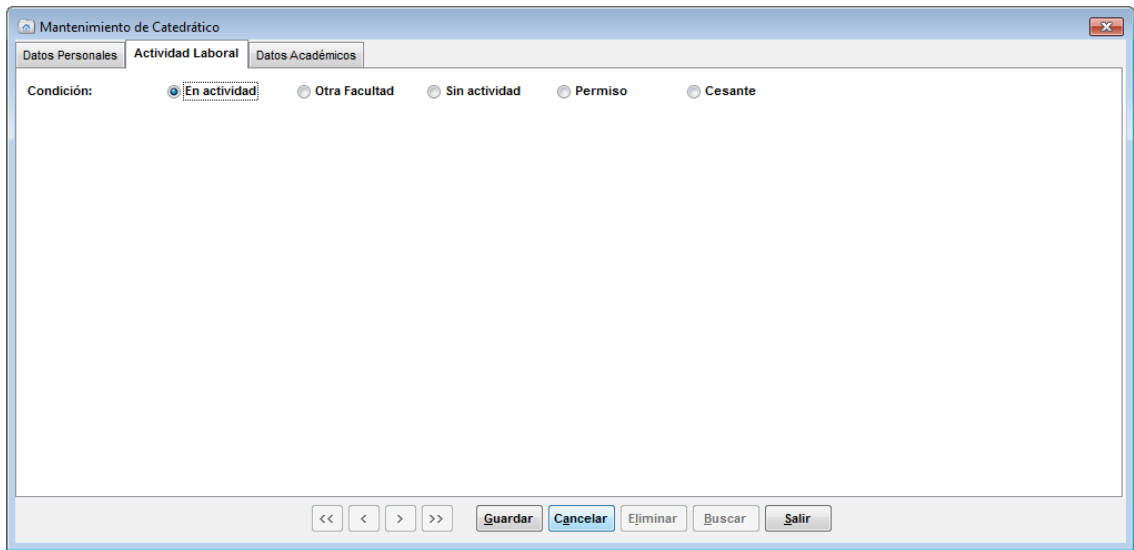 Mantenimiento de Catedrático
Datos Personales Actividad Laboral Datos Académicos
Condición: En actividad Otra Facultad Sin actividad Permiso Cesante
<< < > >> Guardar Cancelar Eliminar Buscar Salir